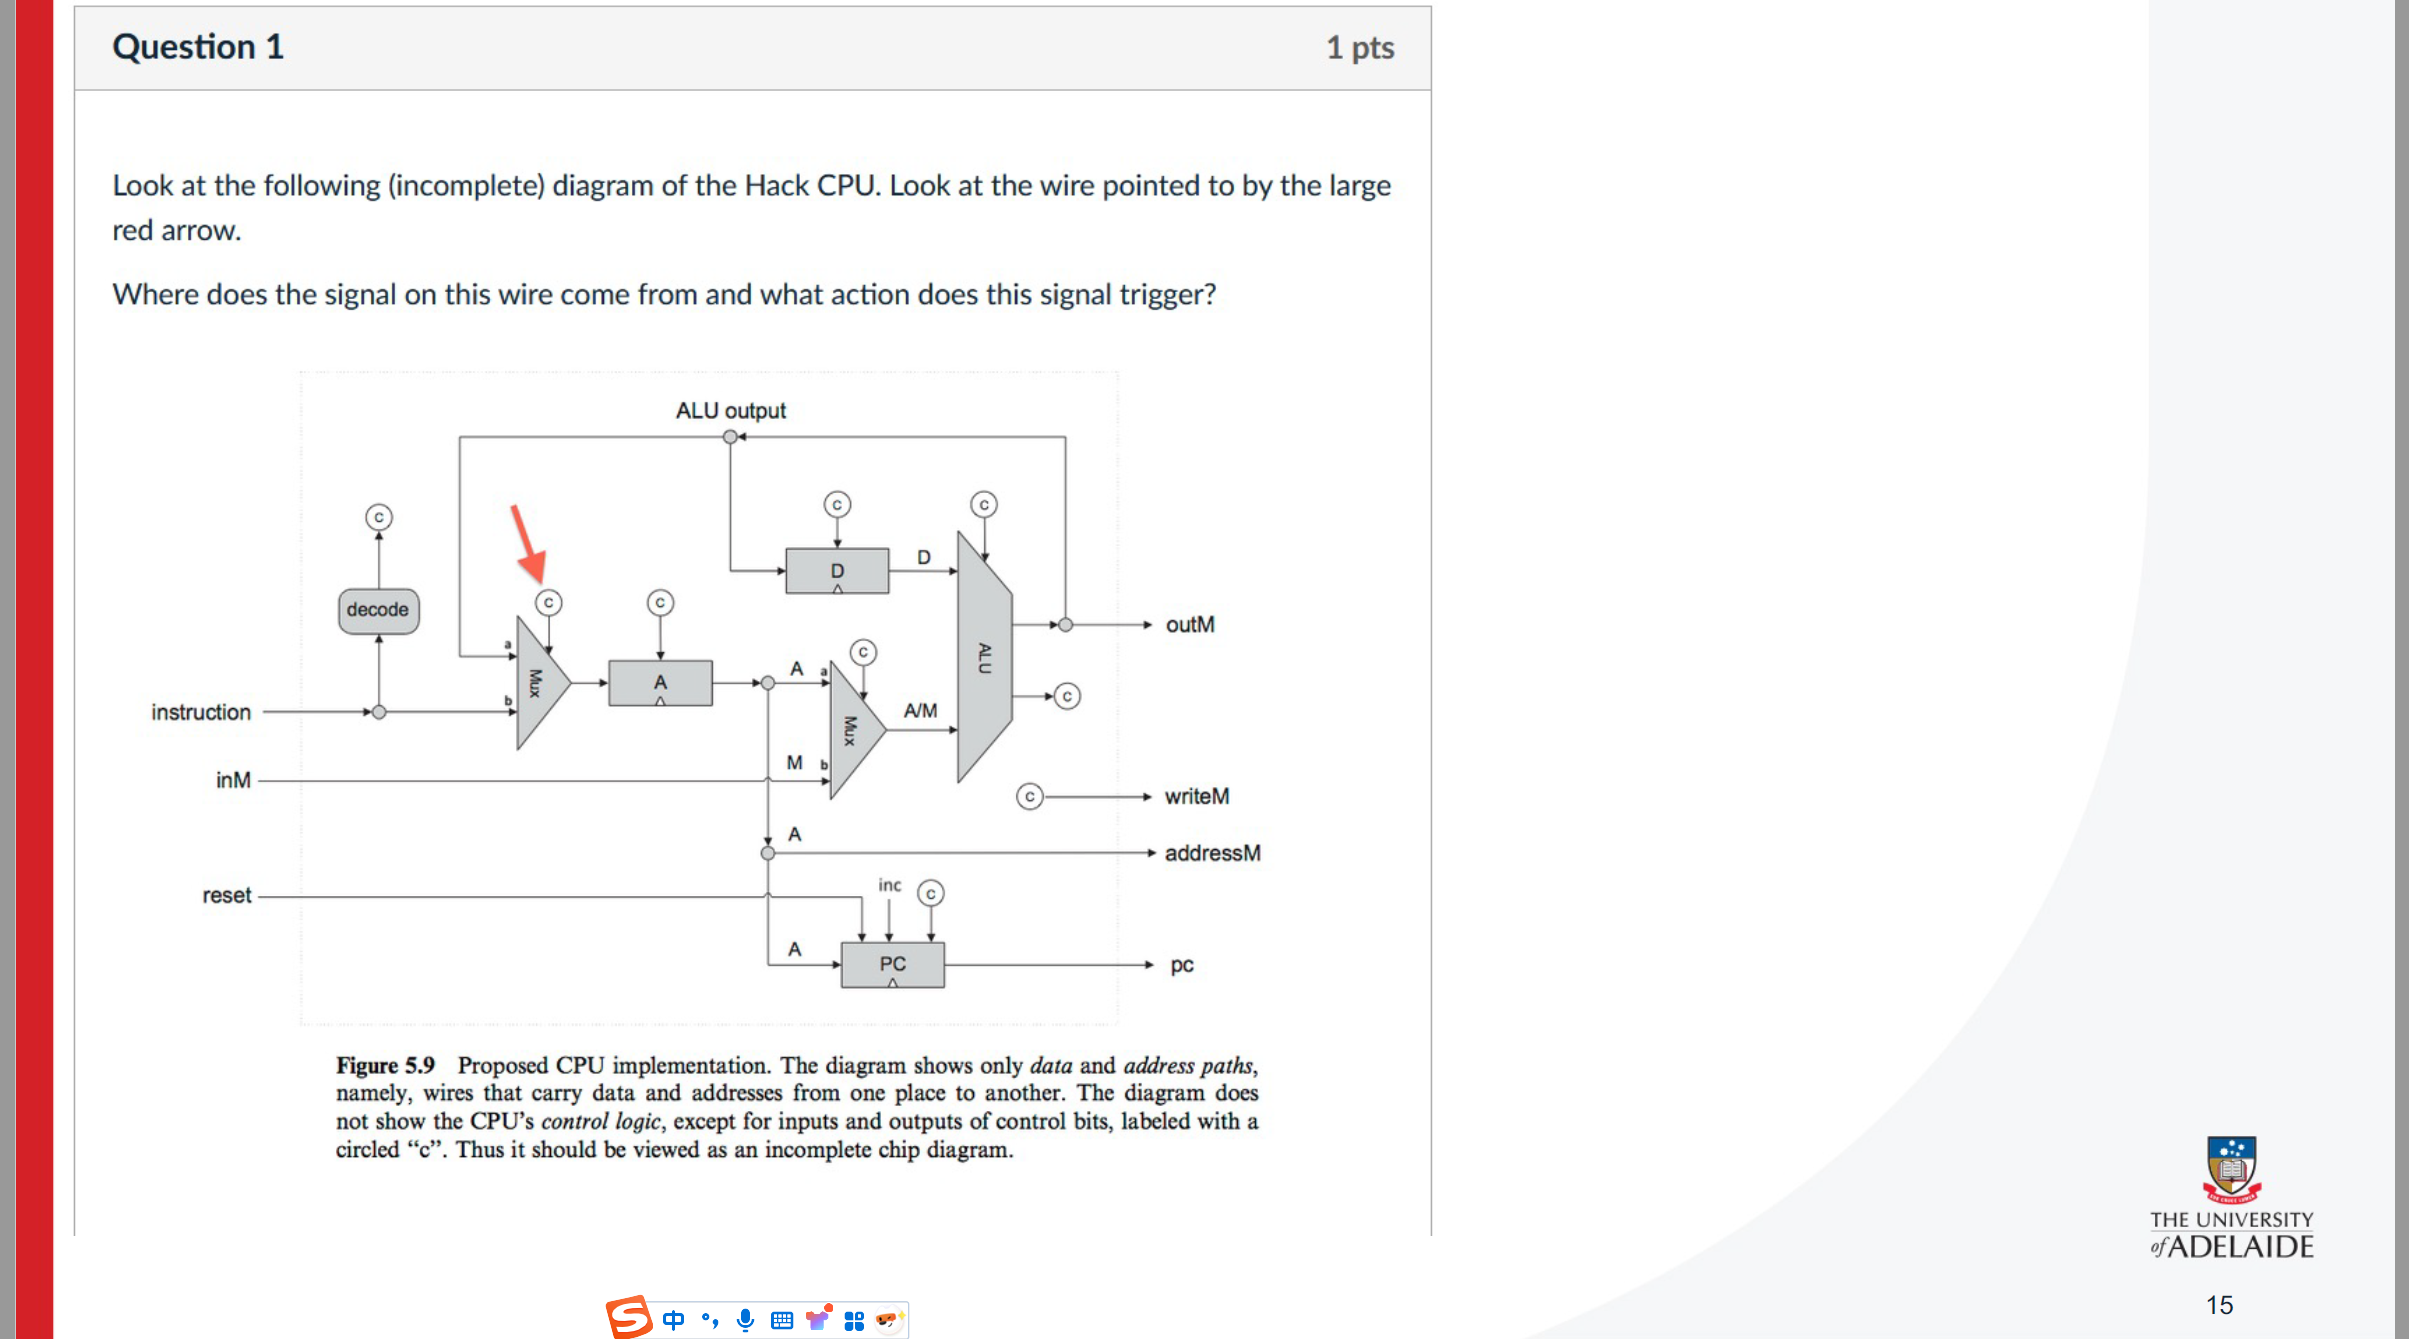 Question 1
1 pts
Look at the following (incomplete) diagram of the Hack CPU. Look at the wire pointed to by the large
red arrow.
Where does the signal on this wire come from and what action does this signal trigger?
ALU output
c
c
c
decode
c
c
D
D
ALU
outM
a
Mux
b
A
A
a
c
Mux
A/M
c
instruction
inM
M
b
c
writeM
A
addressM
reset
inc
c
A
PC
pc
Figure 5.9 Proposed CPU implementation. The diagram shows only data and address paths,
namely, wires that carry data and addresses from one place to another. The diagram does
not show the CPU's control logic, except for inputs and outputs of control bits, labeled with a
circled “c”. Thus it should be viewed as an incomplete chip diagram.
THE UNIVERSITY
of ADELAIDE
15
S 中